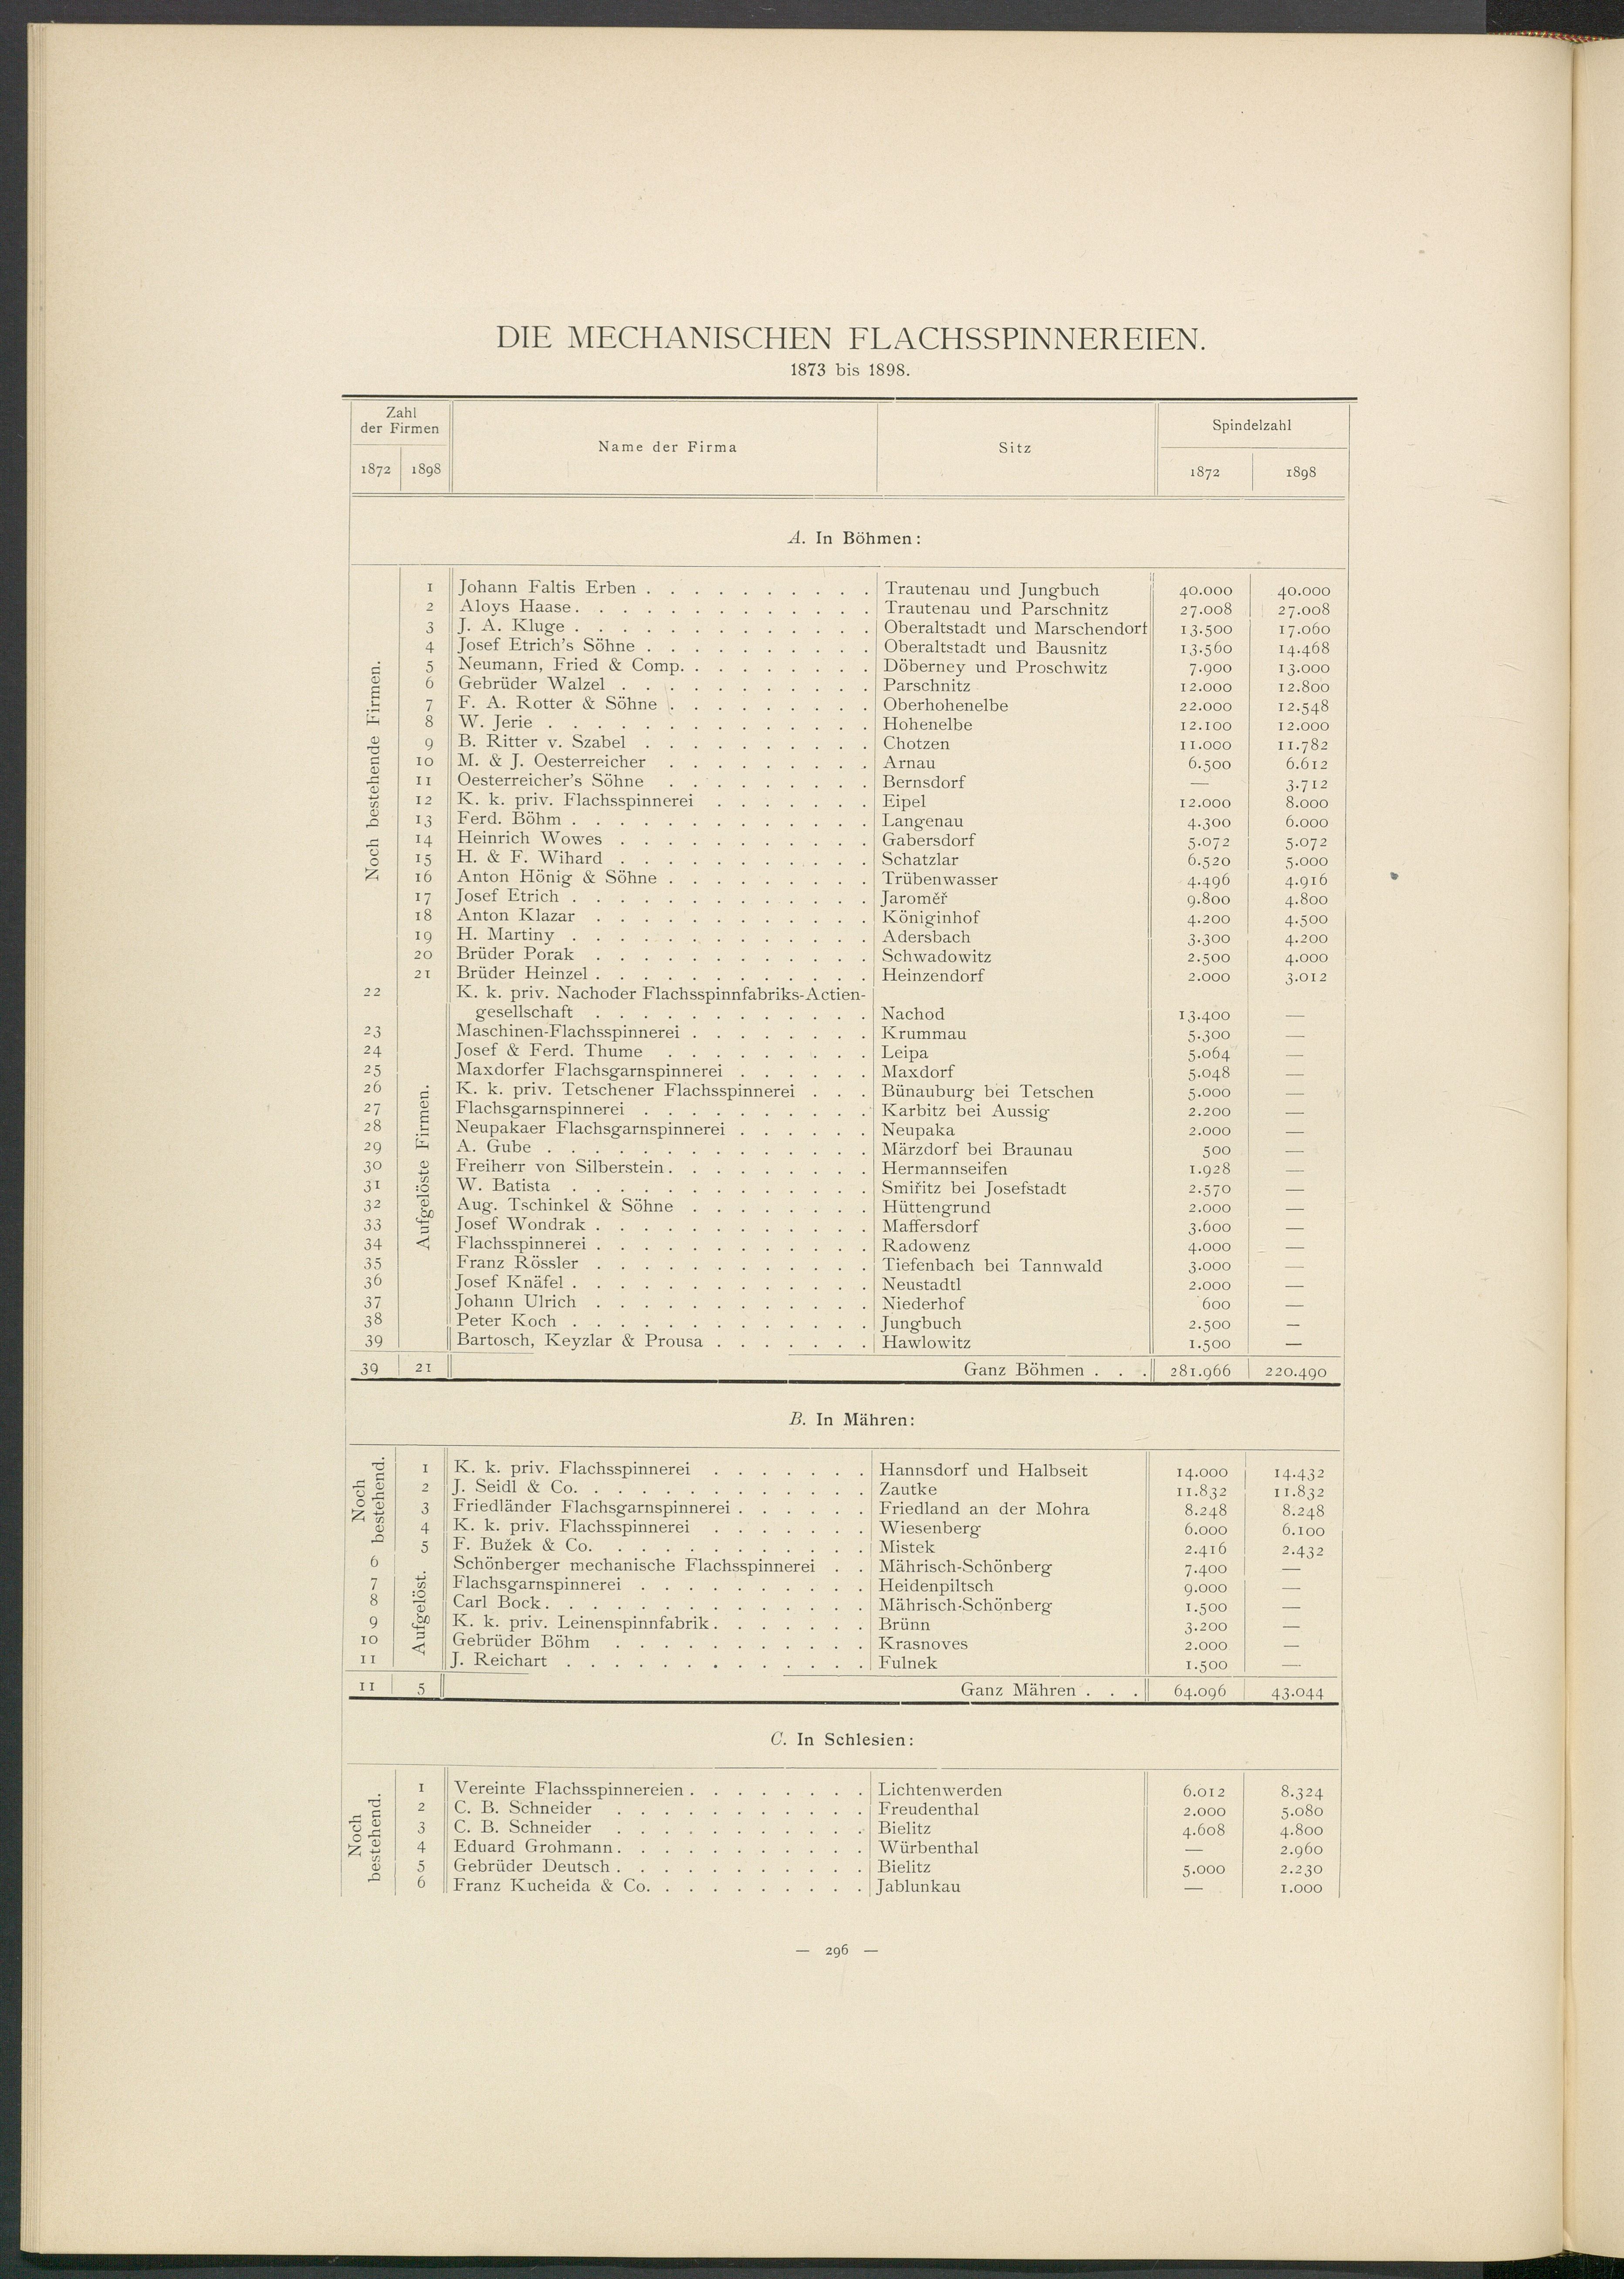 DIE MECHANISCHEN FLACHSSPINNEREIEN.
1873 bis 1898.
Zahl der Firmen Name der Firma Sitz Spindelzahl
1872 1898 1872 1898
A. In Böhmen:
Noch bestehende Firmen.
1 Johann Faltis Erben . . . . . . . . . . Trautenau und Jungbuch 40.000 40.000
2 Aloys Haase . . . . . . . . . . . . . Trautenau und Parschnitz 27.008 27.008
3 J. A. Kluge . . . . . . . . . . . . . Oberaltstadt und Marschendorf 13.500 17.060
4 Josef Etrich's Söhne . . . . . . . . . . Oberaltstadt und Bausnitz 13.560 14.468
5 Neumann, Fried & Comp. . . . . . . . . Döberney und Proschwitz 7.900 13.000
6 Gebrüder Walzel . . . . . . . . . . . Parschnitz 12.000 12.800
7 F. A. Rotter & Söhne . . . . . . . . . Oberhohenelbe 22.000 12.548
8 W. Jerie . . . . . . . . . . . . . . Hohenelbe 12.100 12.000
9 B. Ritter v. Szabel . . . . . . . . . . Chotzen 11.000 11.782
10 M. & J. Oesterreicher . . . . . . . . . Arnau 6.500 6.612
11 Oesterreicher's Söhne . . . . . . . . . Bernsdorf — 3.712
12 K. k. priv. Flachsspinnerei . . . . . . . Eipel 12.000 8.000
13 Ferd. Böhm . . . . . . . . . . . . . Langenau 4.300 6.000
14 Heinrich Wowes . . . . . . . . . . . Gabersdorf 5.072 5.072
15 H. & F. Wihard . . . . . . . . . . . Schatzlar 6.520 5.000
16 Anton Hönig & Söhne . . . . . . . . . Trübenwasser 4.496 4.916
17 Josef Etrich . . . . . . . . . . . . . Jaroměř 9.800 4.800
18 Anton Klazar . . . . . . . . . . . . Königinhof 4.200 4.500
19 H. Martiny . . . . . . . . . . . . . Adersbach 3.300 4.200
20 Brüder Porak . . . . . . . . . . . . Schwadowitz 2.500 4.000
21 Brüder Heinzel . . . . . . . . . . . . Heinzendorf 2.000 3.012
Aufgelöste Firmen.
22 K. k. priv. Nachoder Flachsspinnfabriks-Actien-
gesellschaft . . . . . . . . . . . . Nachod 13.400 —
23 Maschinen-Flachsspinnerei . . . . . . . . Krummau 5.300 —
24 Josef & Ferd. Thume . . . . . . . . . Leipa 5.064 —
25 Maxdorfer Flachsgarnspinnerei . . . . . . Maxdorf 5.048 —
26 K. k. priv. Tetschener Flachsspinnerei . . . Bünauburg bei Tetschen 5.000 —
27 Flachsgarnspinnerei . . . . . . . . . . Karbitz bei Aussig 2.200 —
28 Neupakaer Flachsgarnspinnerei . . . . . . Neupaka 2.000 —
29 A. Gube . . . . . . . . . . . . . . Märzdorf bei Braunau 500 —
30 Freiherr von Silberstein . . . . . . . . . Hermannseifen 1.928 —
31 W. Batista . . . . . . . . . . . . . Smiřitz bei Josefstadt 2.570 —
32 Aug. Tschinkel & Söhne . . . . . . . . Hüttengrund 2.000 —
33 Josef Wondrak . . . . . . . . . . . . Maffersdorf 3.600 —
34 Flachsspinnerei . . . . . . . . . . . . Radowenz 4.000 —
35 Franz Rössler . . . . . . . . . . . . Tiefenbach bei Tannwald 3.000 —
36 Josef Knäfel . . . . . . . . . . . . . Neustadtl 2.000 —
37 Johann Ulrich . . . . . . . . . . . . Niederhof 600 —
38 Peter Koch . . . . . . . . . . . . . Jungbuch 2.500 —
39 Bartosch, Keyzlar & Prousa . . . . . . . Hawlowitz 1.500 —
39 21 Ganz Böhmen . . . 281.966 220.490
B. In Mähren:
Noch bestehend.
1 K. k. priv. Flachsspinnerei . . . . . . . Hannsdorf und Halbseit 14.000 14.432
2 J. Seidl & Co. . . . . . . . . . . . . Zautke 11.832 11.832
3 Friedländer Flachsgarnspinnerei . . . . . . Friedland an der Mohra 8.248 8.248
4 K. k. priv. Flachsspinnerei . . . . . . . Wiesenberg 6.000 6.100
5 F. Bužek & Co. . . . . . . . . . . . Mistek 2.416 2.432
Aufgelöst.
6 Schönberger mechanische Flachsspinnerei . . Mährisch-Schönberg 7.400 —
7 Flachsgarnspinnerei . . . . . . . . . . Heidenpiltsch 9.000 —
8 Carl Bock . . . . . . . . . . . . . . Mährisch-Schönberg 1.500 —
9 K. k. priv. Leinenspinnfabrik . . . . . . . Brünn 3.200 —
10 Gebrüder Böhm . . . . . . . . . . . Krasnoves 2.000 —
11 J. Reichart . . . . . . . . . . . . . Fulnek 1.500 —
11 5 Ganz Mähren . . . 64.096 43.044
C. In Schlesien:
Noch bestehend.
1 Vereinte Flachsspinnereien . . . . . . . . Lichtenwerden 6.012 8.324
2 C. B. Schneider . . . . . . . . . . . Freudenthal 2.000 5.080
3 C. B. Schneider . . . . . . . . . . . Bielitz 4.608 4.800
4 Eduard Grohmann . . . . . . . . . . . Würbenthal — 2.960
5 Gebrüder Deutsch . . . . . . . . . . . Bielitz 5.000 2.230
6 Franz Kucheida & Co. . . . . . . . . . Jablunkau — 1.000
— 296 —